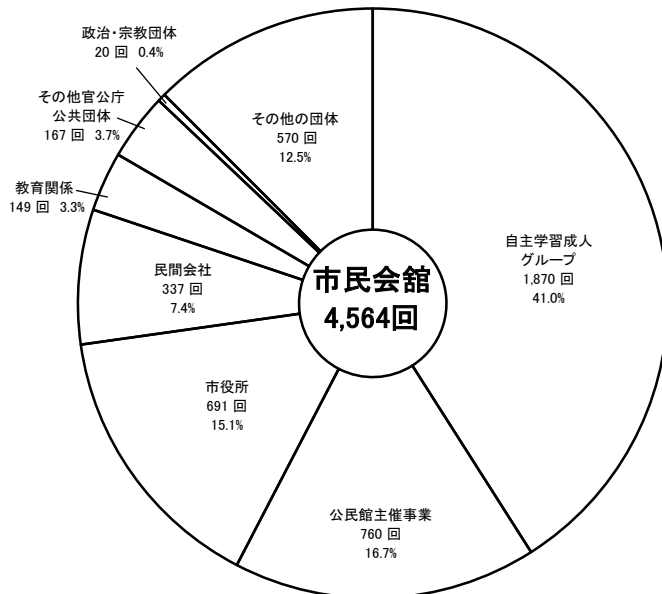 政治・宗教団体
20 回 0.4%
その他官公庁
公共団体
167 回 3.7%
教育関係
149 回 3.3%
その他の団体
570 回
12.5%
自主学習成人
グループ
1,870 回
41.0%
民間会社
337 回
7.4%
市民会舘
4,564回
市役所
691 回
15.1%
公民館主催事業
760 回
16.7%